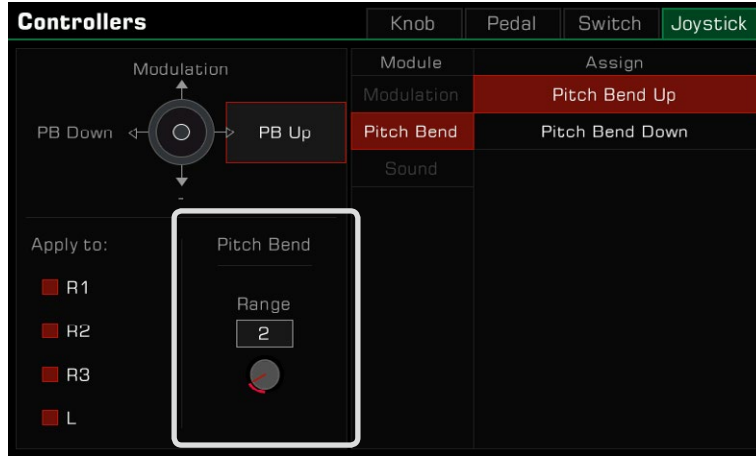 Controllers
Knob
Pedal
Switch
Joystick
Modulation
PB Down
PB Up
-
Module
Assign
Modulation
Pitch Bend Up
Pitch Bend
Pitch Bend Down
Sound
Apply to:
R1
R2
R3
L
Pitch Bend
Range
2